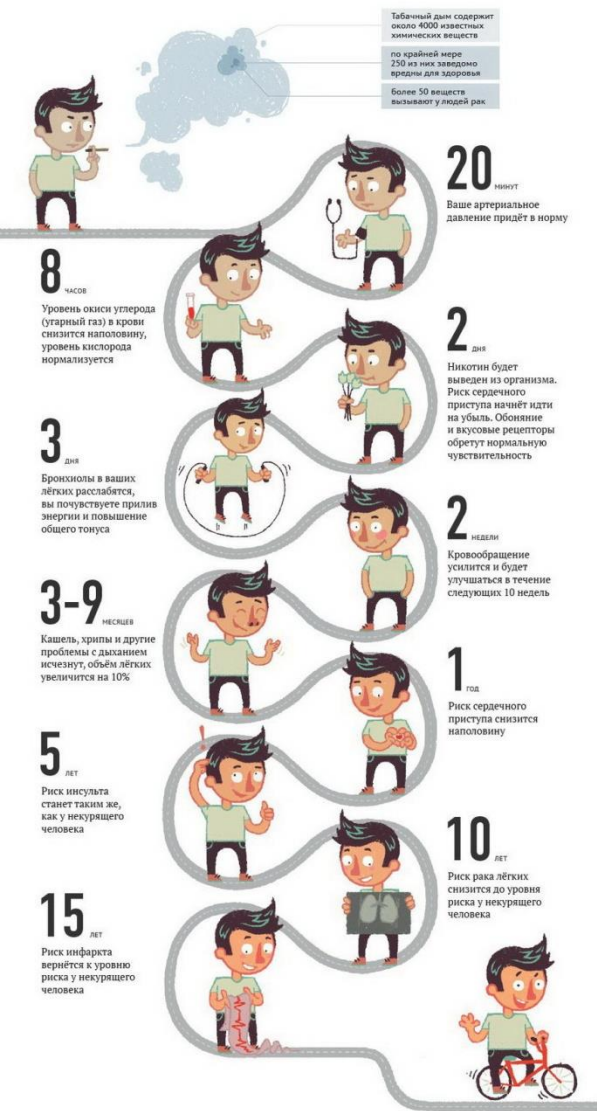 Табачный дым содержит
около 4000 известных
химических веществ
по крайней мере
250 из них заведомо
вредны для здоровья
более 50 веществ
вызывают у людей рак
20 МИНУТ
Ваше артериальное
давление придёт в норму
8 ЧАСОВ
Уровень окиси углерода
(угарный газ) в крови
снизится наполовину,
уровень кислорода
нормализуется
2 ДНЯ
Никотин будет
выведен из организма.
Риск сердечного
приступа начнёт идти
на убыль. Обоняние
и вкусовые рецепторы
обретут нормальную
чувствительность
3 ДНЯ
Бронхиолы в ваших
лёгких расслабятся,
вы почувствуете прилив
энергии и повышение
общего тонуса
2 НЕДЕЛИ
Кровообращение
усилится и будет
улучшаться в течение
следующих 10 недель
3-9 МЕСЯЦЕВ
Кашель, хрипы и другие
проблемы с дыханием
исчезнут, объём лёгких
увеличится на 10%
1 ГОД
Риск сердечного
приступа снизится
наполовину
5 ЛЕТ
Риск инсульта
станет таким же,
как у некурящего
человека
10 ЛЕТ
Риск рака лёгких
снизится до уровня
риска у некурящего
человека
15 ЛЕТ
Риск инфаркта
вернётся к уровню
риска у некурящего
человека